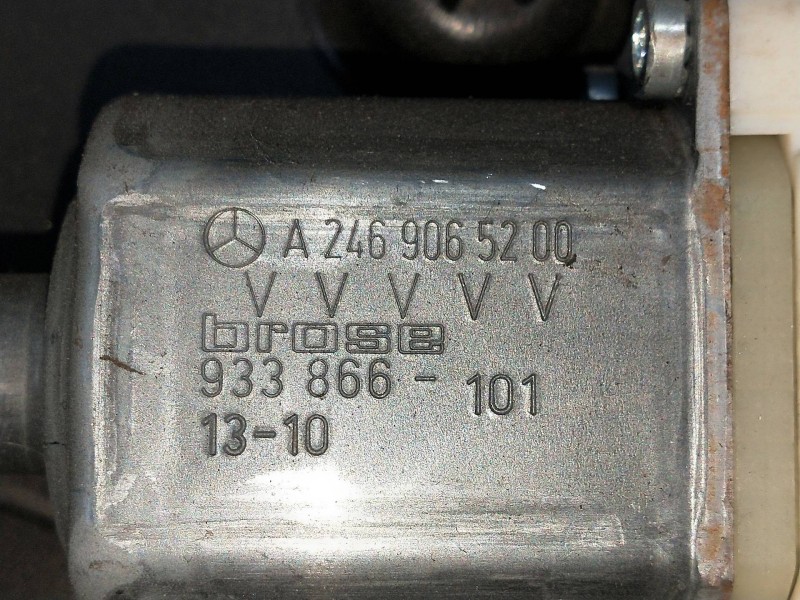 A 246 906 52 00
V V V V V
brose
933 866 - 101
13-10